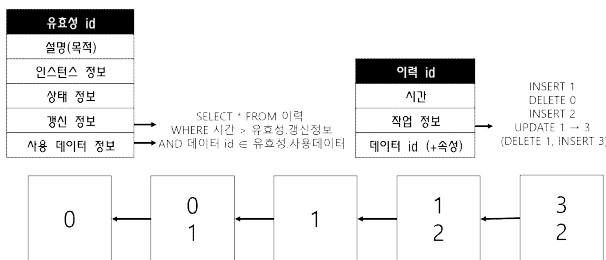 유효성 id
설명(목적)
인스턴스 정보
상태 정보
갱신 정보
사용 데이터 정보
SELECT * FROM 이력
WHERE 시간 > 유효성.갱신정보
AND 데이터 id ∈ 유효성.사용데이터
이력 id
시간
작업 정보
데이터 id (+속성)
INSERT 1
DELETE 0
INSERT 2
UPDATE 1 → 3
(DELETE 1, INSERT 3)
0
0
1
1
1
2
3
2